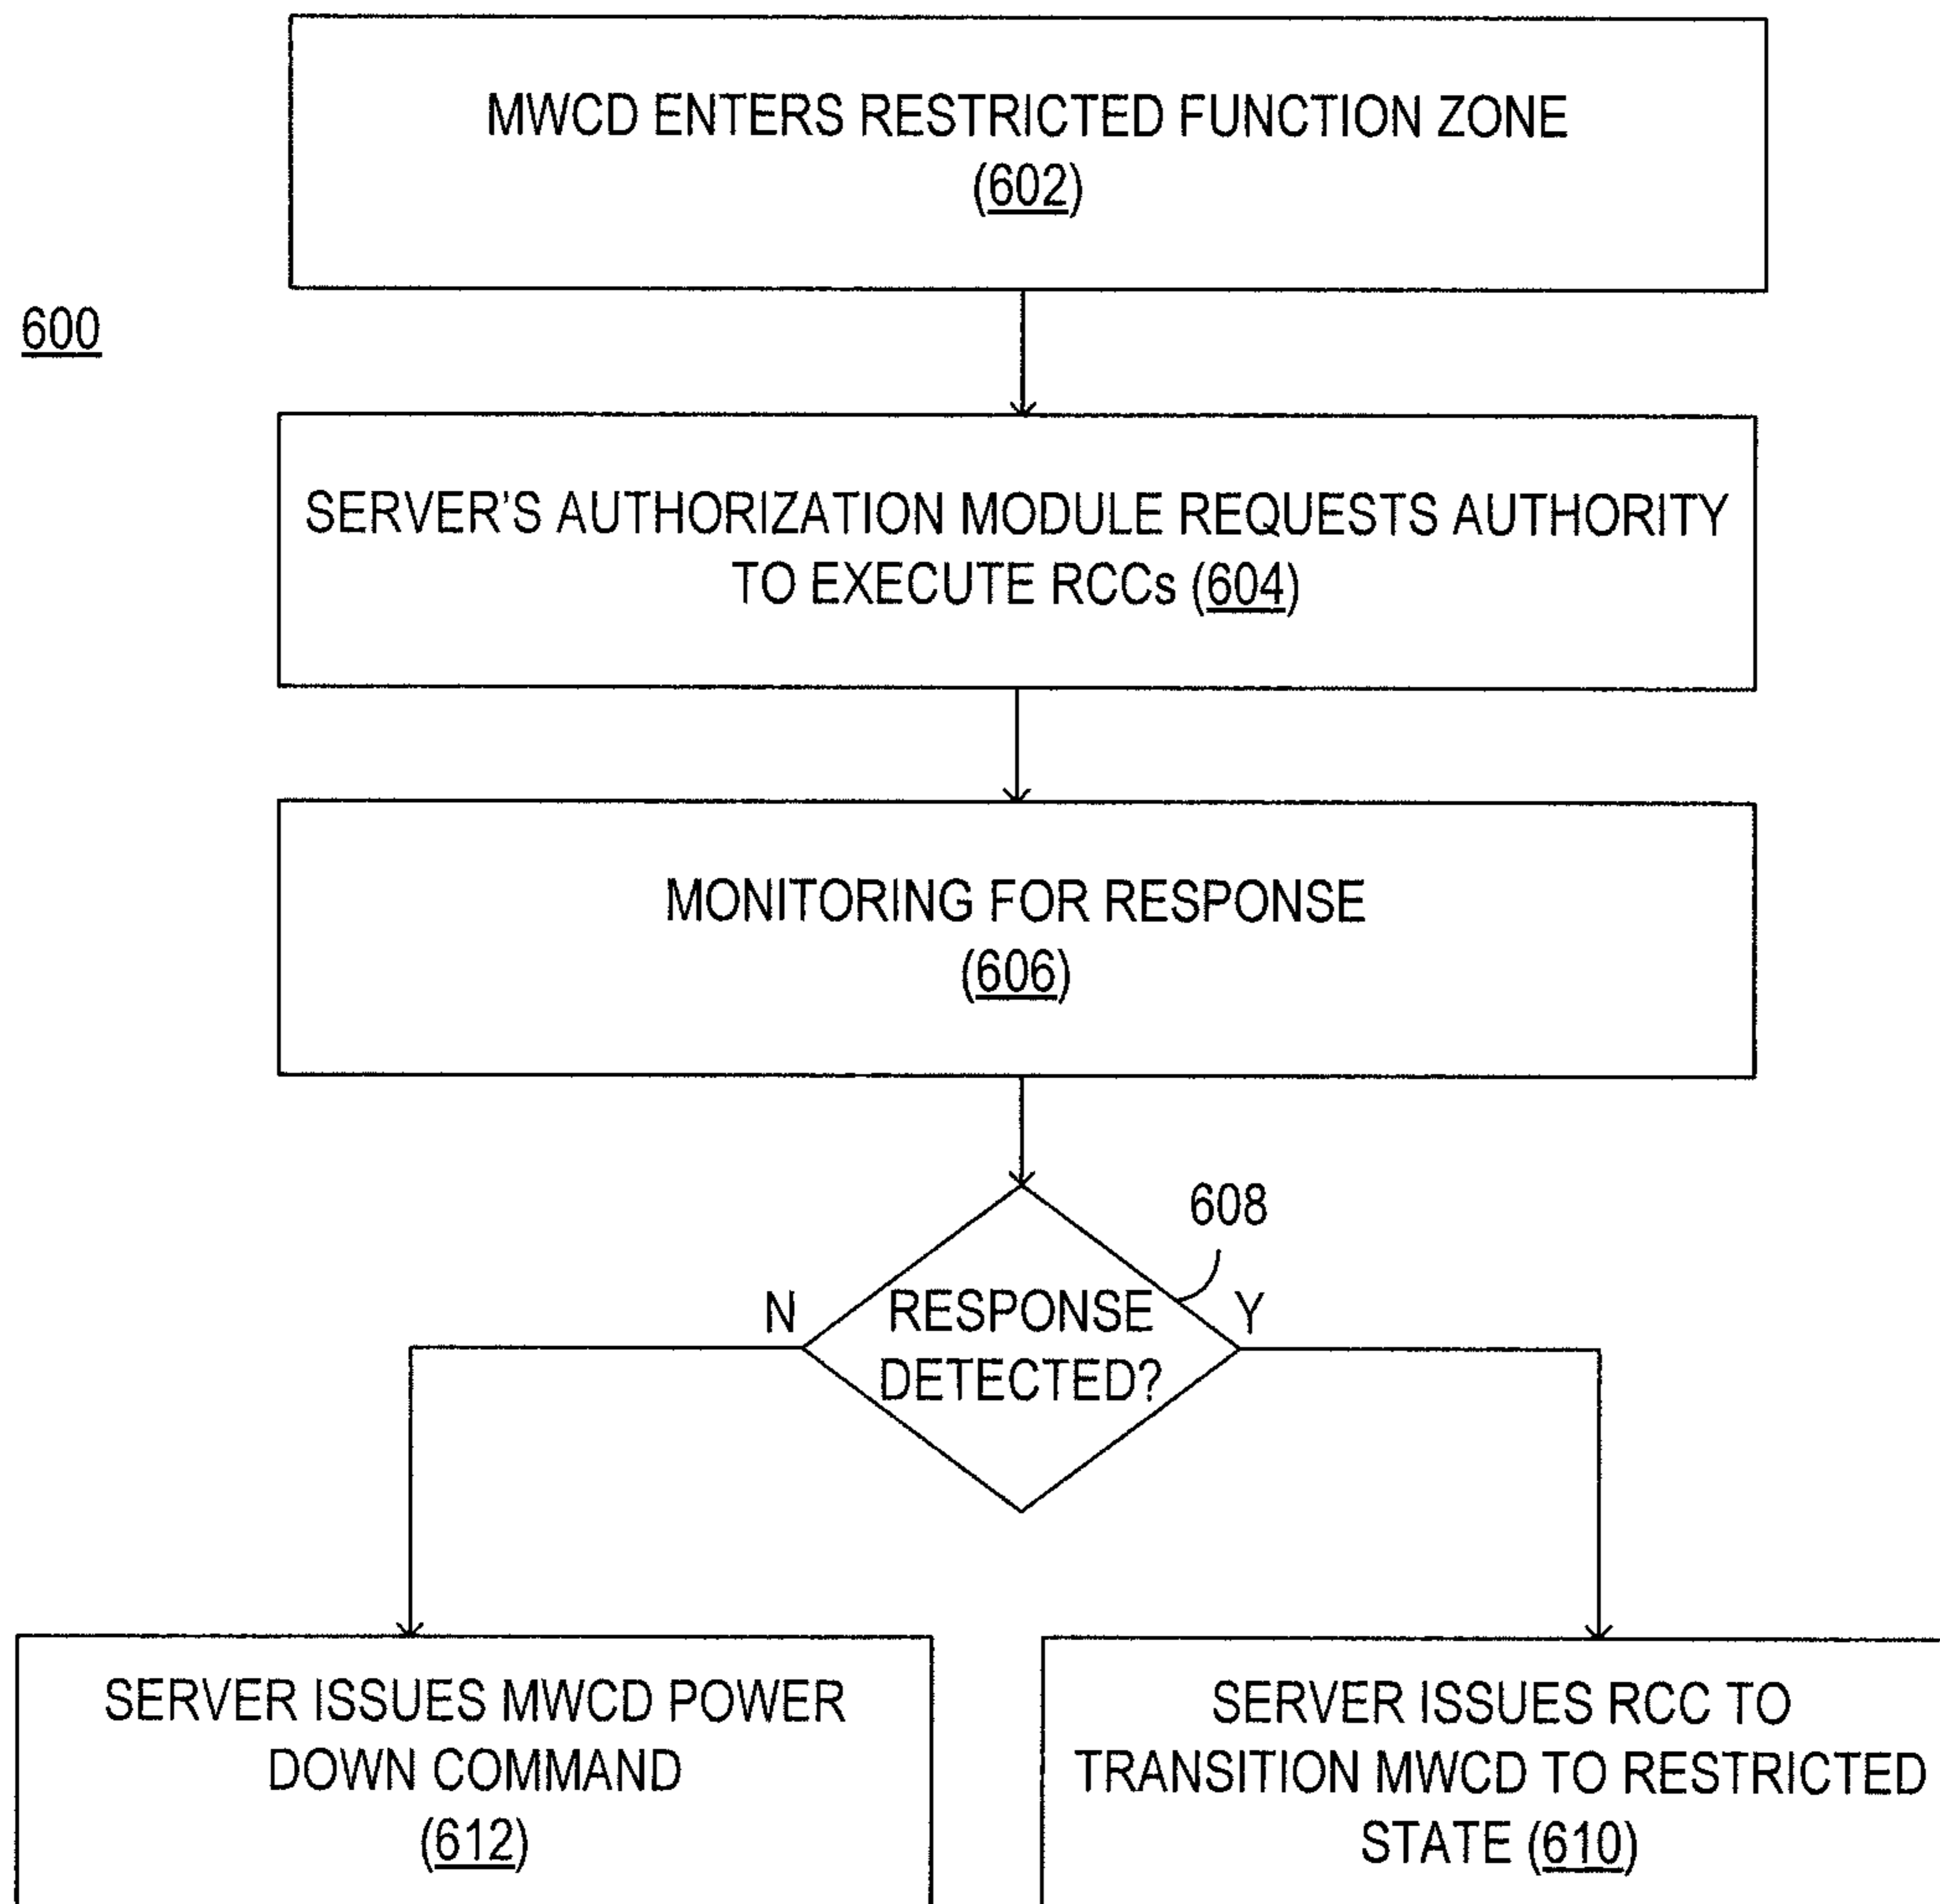 MWCD ENTERS RESTRICTED FUNCTION ZONE
(602)
600
SERVER'S AUTHORIZATION MODULE REQUESTS AUTHORITY
TO EXECUTE RCCs (604)
MONITORING FOR RESPONSE
(606)
608
N
RESPONSE
DETECTED?
Y
SERVER ISSUES MWCD POWER
DOWN COMMAND
(612)
SERVER ISSUES RCC TO
TRANSITION MWCD TO RESTRICTED
STATE (610)